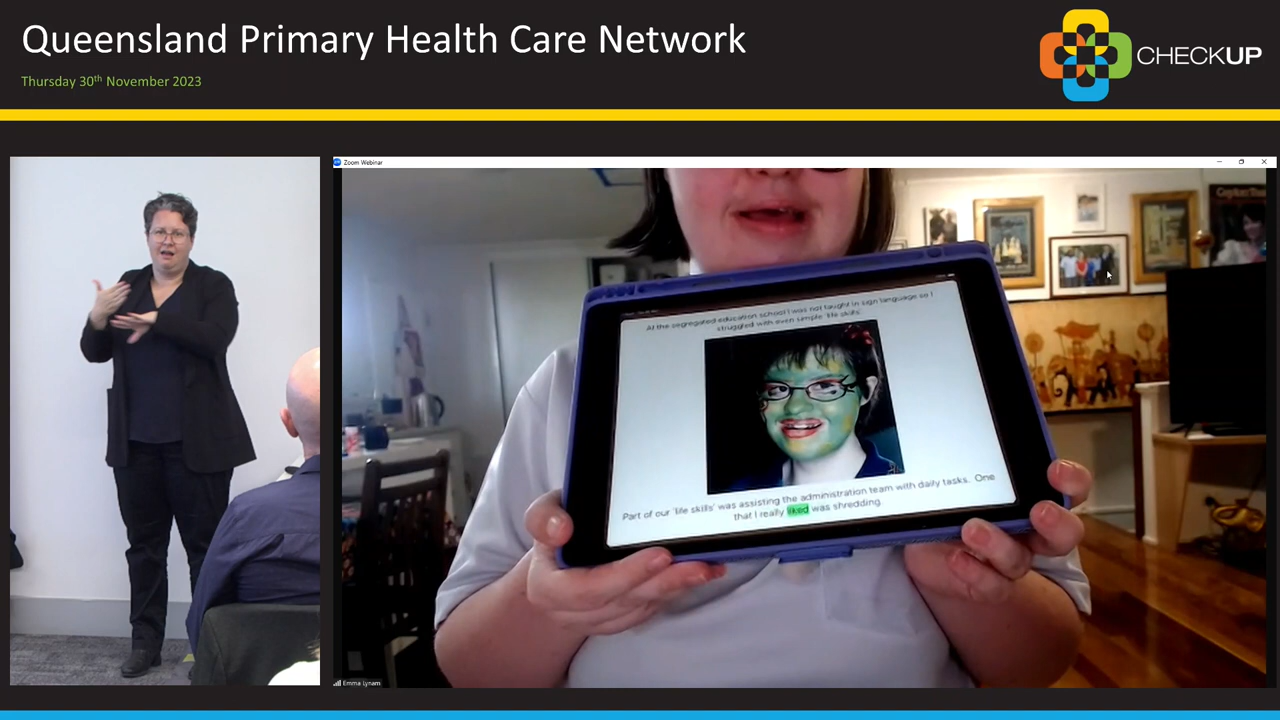 Queensland Primary Health Care Network
Thursday 30th November 2023
CHECKUP
Zoom Webinar
At the segregated education school I was not taught in sign language so I
struggled with even simple 'life skills'
Part of our 'life skills' was assisting the administration team with daily tasks. One
that I really liked was shredding.
Emma Lynam